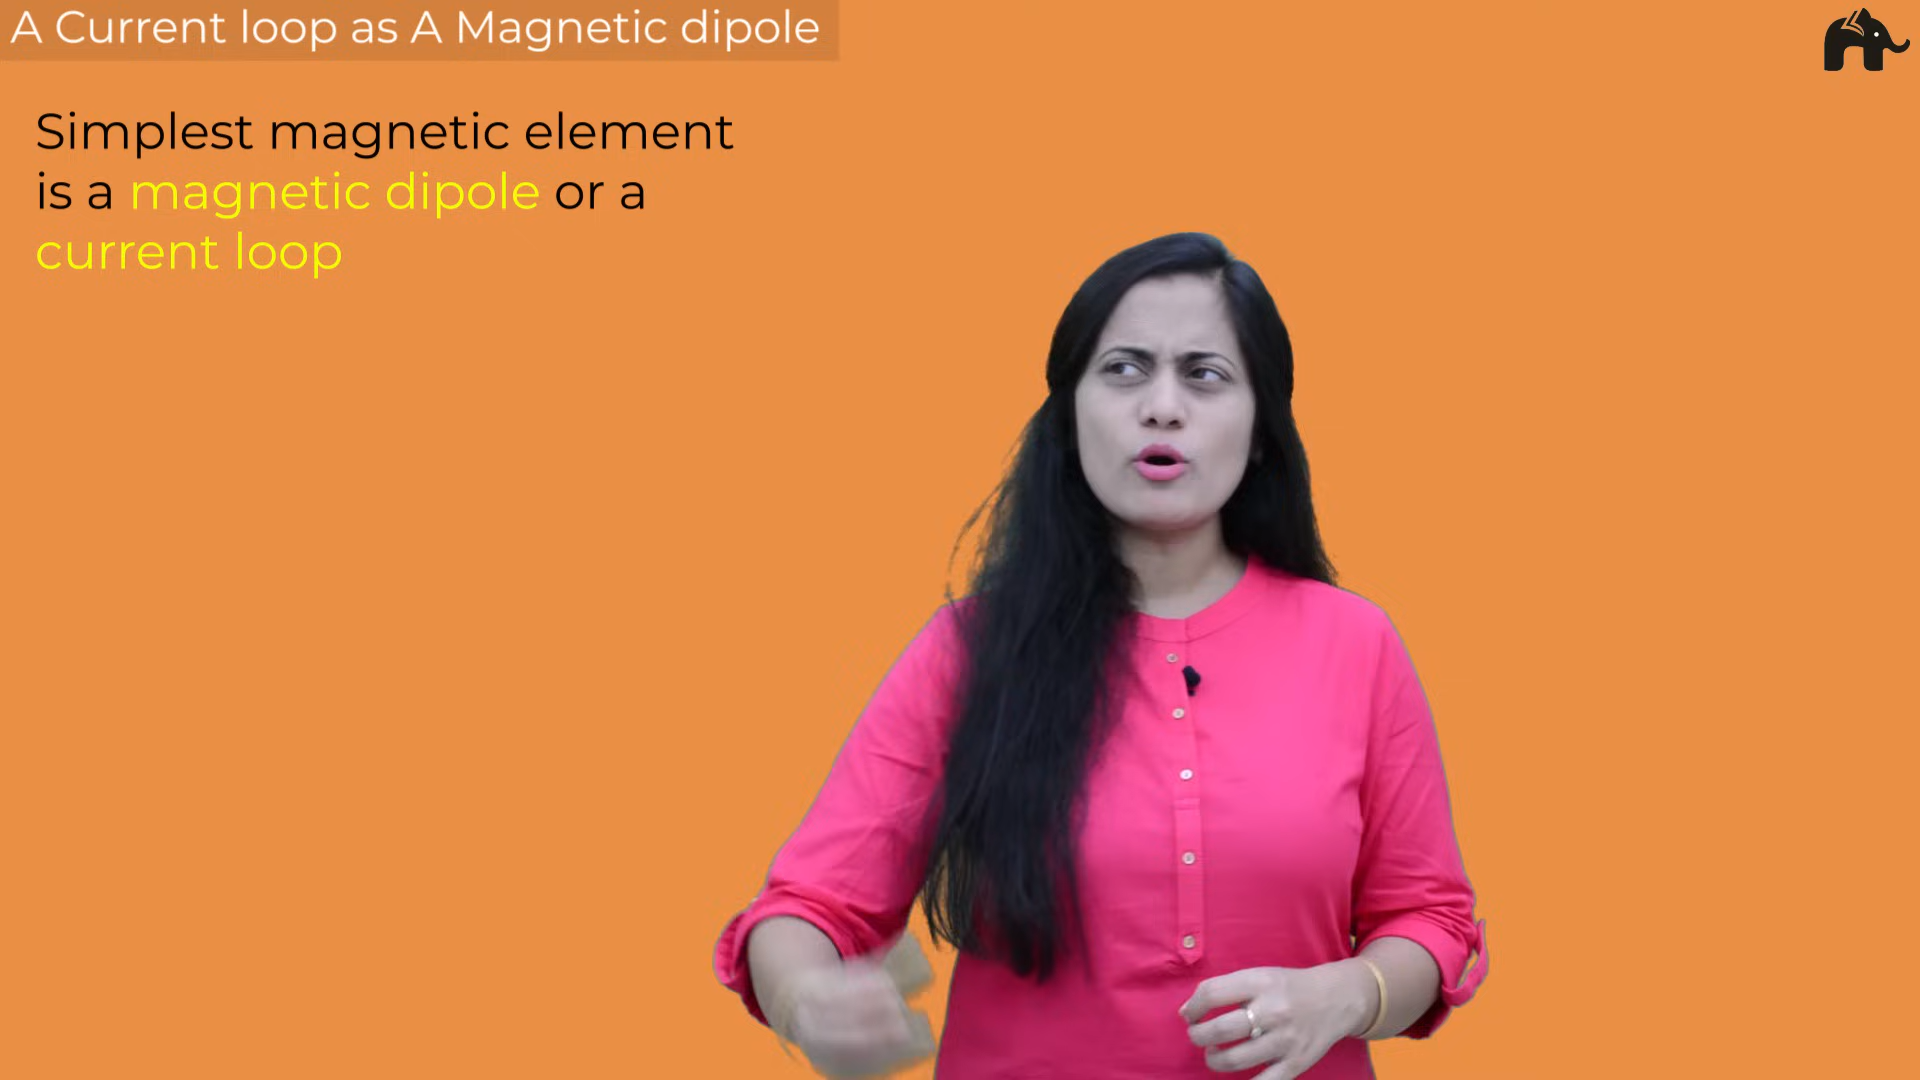 A Current loop as A Magnetic dipole
Simplest magnetic element
is a magnetic dipole or a
current loop